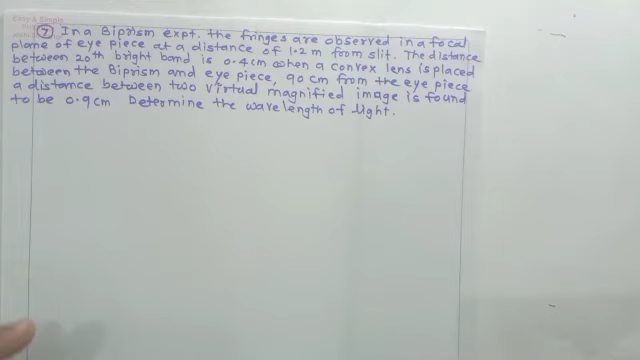 Easy & Simple
⑦ In a Biprism expt. the fringes are observed in a focal
plane of eye piece at a distance of 1.2 m from slit. The distance
between 20th bright band is 0.4cm when a convex lens is placed
between the Biprism and eye piece, 90 cm from the eye piece
a distance between two virtual magnified image is found
to be 0.9cm Determine the wavelength of light.